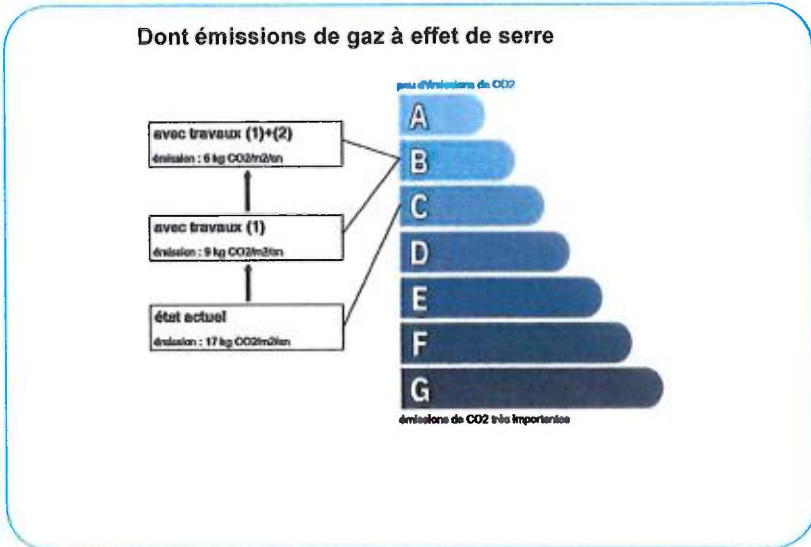 Dont émissions de gaz à effet de serre
peu d'émissions de CO2
A
avec travaux (1)+(2)
émission : 6 kg CO2/m2/an
B
avec travaux (1)
émission : 9 kg CO2/m2/an
C
D
E
état actuel
émission : 17 kg CO2/m2/an
F
G
émissions de CO2 très importantes